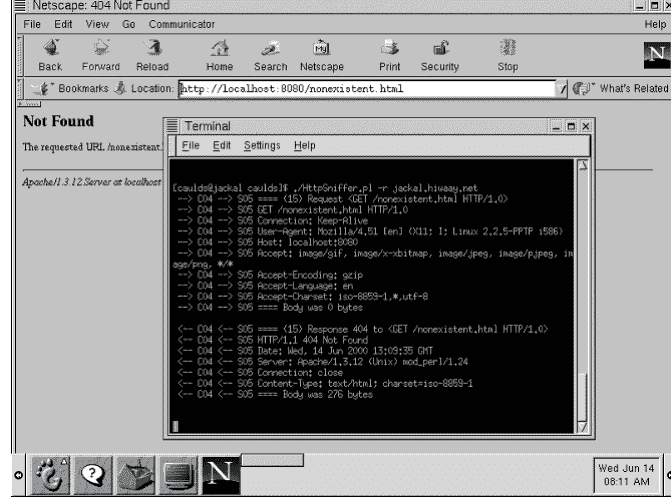 Netscape: 404 Not Found
File Edit View Go Communicator Help
Back Forward Reload Home Search Netscape Print Security Stop
My
N
Bookmarks Location: http://localhost:8080/nonexistent.html What's Related
Not Found
The requested URL /nonexistent.
Apache/1.3.12 Server at localhost
Terminal
File Edit Settings Help
[caulds@jackal caulds]$ ./HttpSniffer.pl -r jackal.hiwaay.net
--> C04 --> S05 ==== (15) Request <GET /nonexistent.html HTTP/1.0>
--> C04 --> S05 GET /nonexistent.html HTTP/1.0
--> C04 --> S05 Connection: Keep-Alive
--> C04 --> S05 User-Agent: Mozilla/4.51 [en] (X11; I; Linux 2.2.5-PPTP i586)
--> C04 --> S05 Host: localhost:8080
--> C04 --> S05 Accept: image/gif, image/x-xbitmap, image/jpeg, image/pjpeg, im
age/png, */*
--> C04 --> S05 Accept-Encoding: gzip
--> C04 --> S05 Accept-Language: en
--> C04 --> S05 Accept-Charset: iso-8859-1,*,utf-8
--> C04 --> S05 ==== Body was 0 bytes
<-- C04 <-- S05 ==== (15) Response 404 to <GET /nonexistent.html HTTP/1.0>
<-- C04 <-- S05 HTTP/1.1 404 Not Found
<-- C04 <-- S05 Date: Wed, 14 Jun 2000 13:09:35 GMT
<-- C04 <-- S05 Server: Apache/1.3.12 (Unix) mod_perl/1.24
<-- C04 <-- S05 Connection: close
<-- C04 <-- S05 Content-Type: text/html; charset=iso-8859-1
<-- C04 <-- S05 ==== Body was 276 bytes
N
Wed Jun 14
08:11 AM